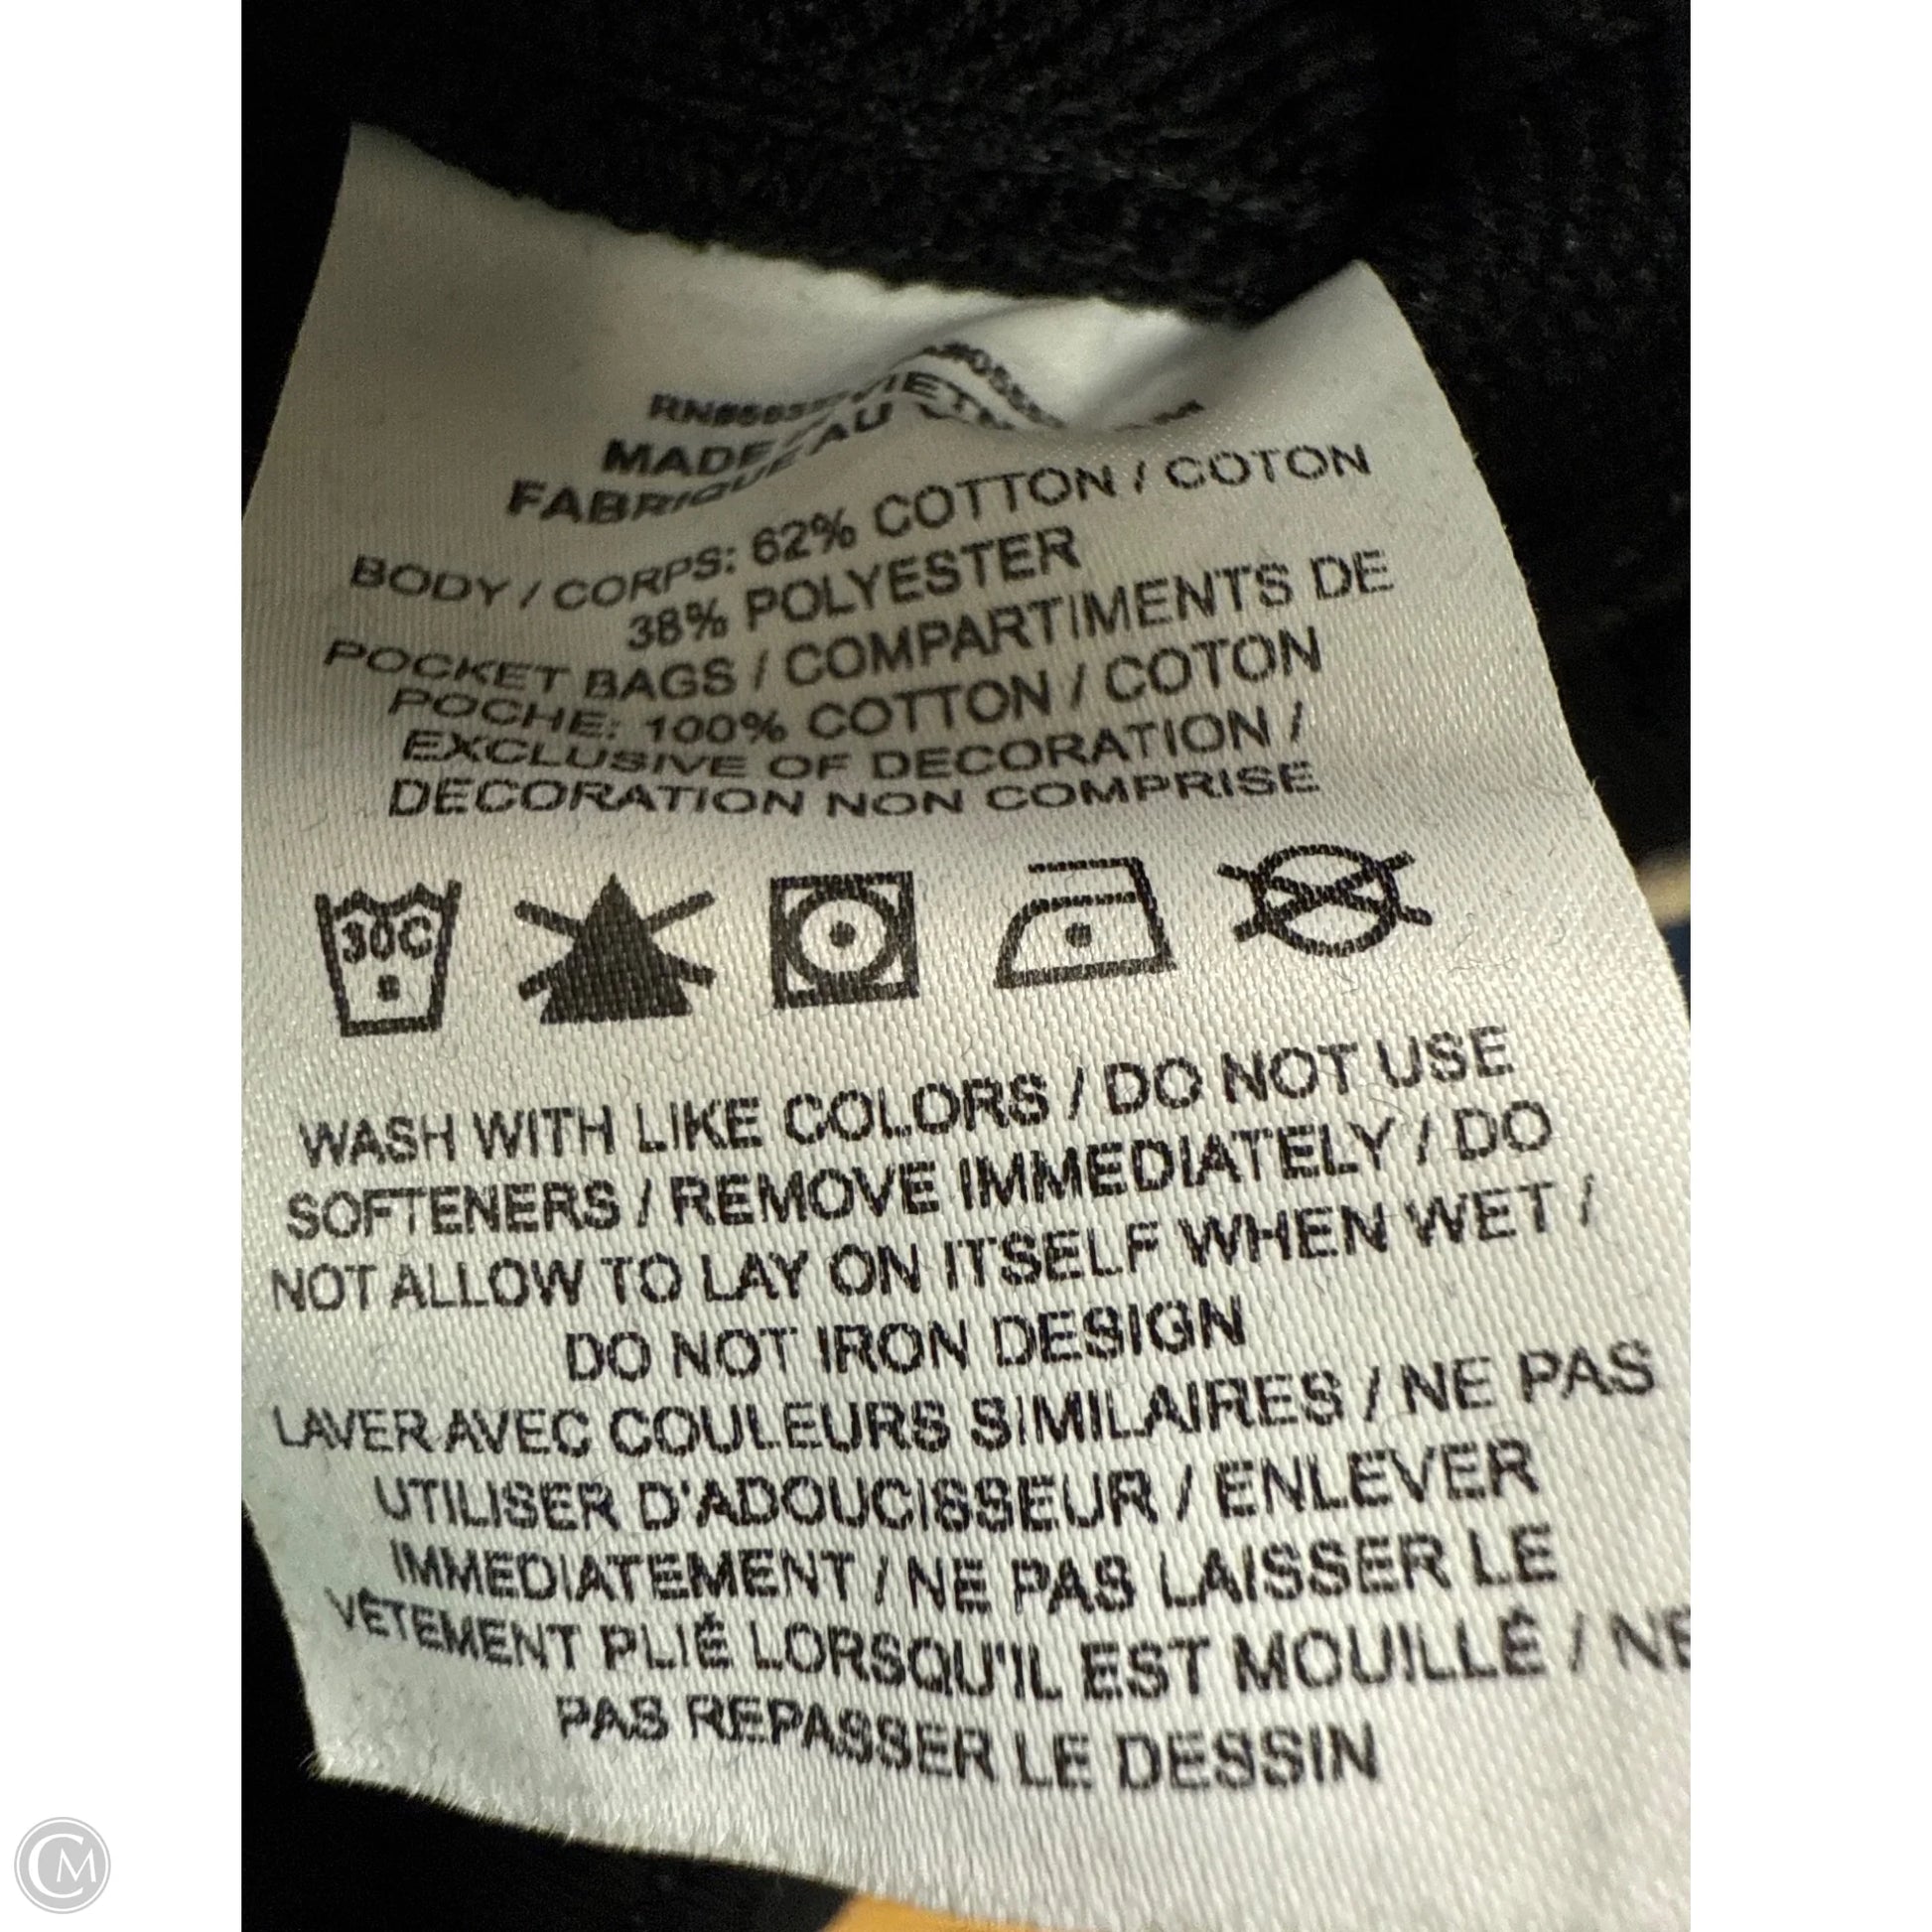 MADE
AU
BODY / CORPS: 62% COTTON / COTON
38% POLYESTER
POCKET BAGS / COMPARTIMENTS DE
POCHE: 100% COTTON / COTON
EXCLUSIVE OF DECORATION /
DECORATION NON COMPRISE
30C
WASH WITH LIKE COLORS / DO NOT USE
SOFTENERS / REMOVE IMMEDIATELY / DO
NOT ALLOW TO LAY ON ITSELF WHEN WET /
DO NOT IRON DESIGN
LAVER AVEC COULEURS SIMILAIRES / NE PAS
UTILISER D'ADOUCISSEUR / ENLEVER
IMMEDIATEMENT / NE PAS LAISSER LE
VÊTEMENT PLIÉ LORSQU'IL EST MOUILLÉ / NE
PAS REPASSER LE DESSIN
CM